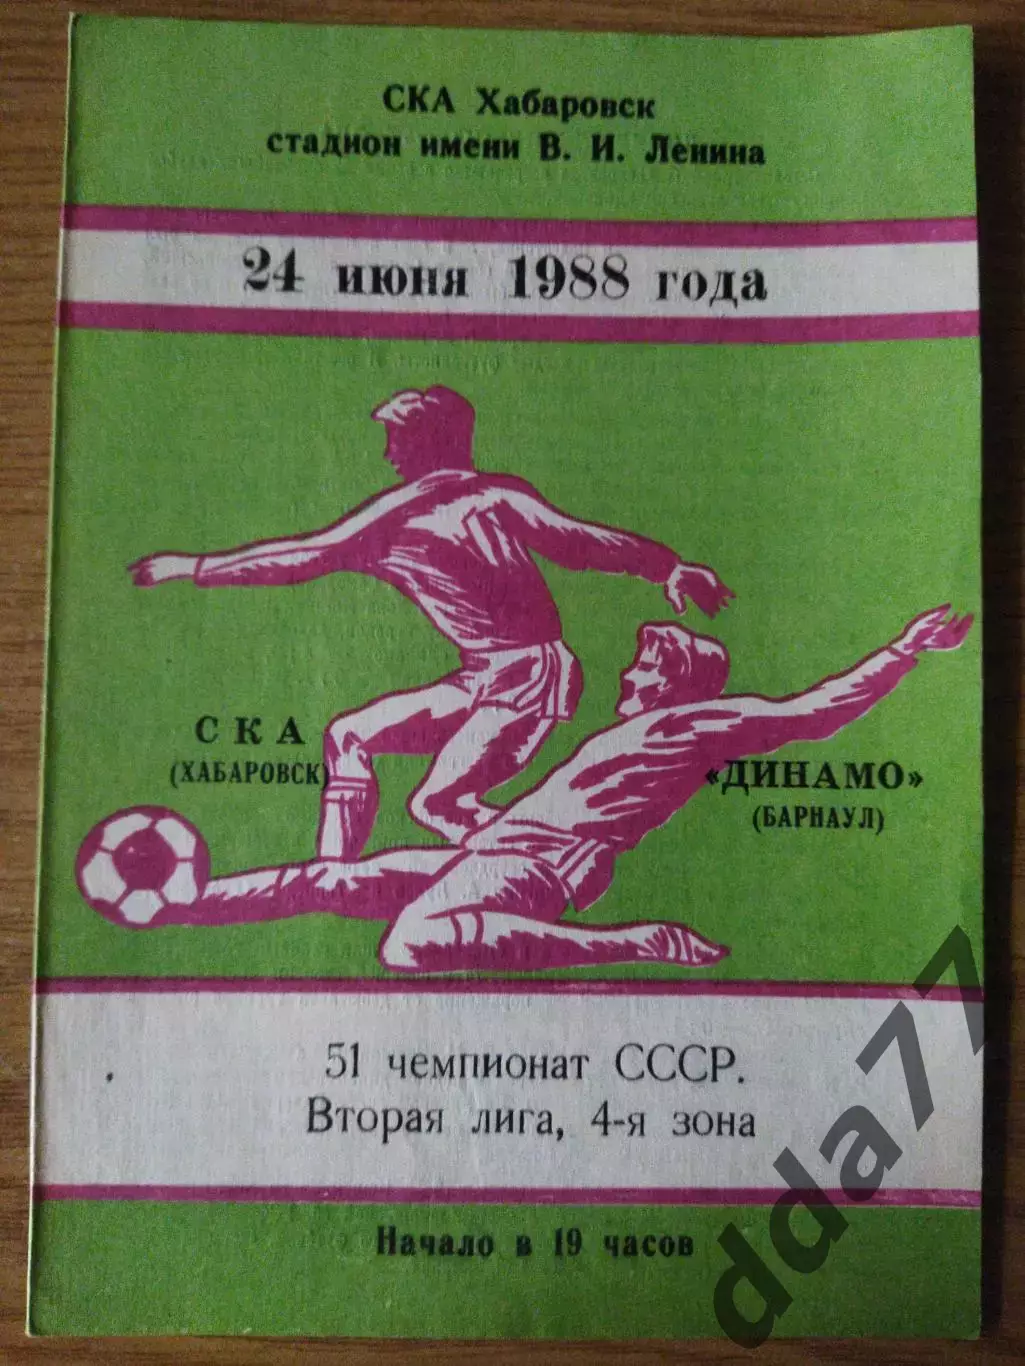 СКА Хабаровск
стадион имени В. И. Ленина
24 июня 1988 года
СКА
(ХАБАРОВСК)
«ДИНАМО»
(БАРНАУЛ)
51 чемпионат СССР.
Вторая лига, 4-я зона
Начало в 19 часов
dda77